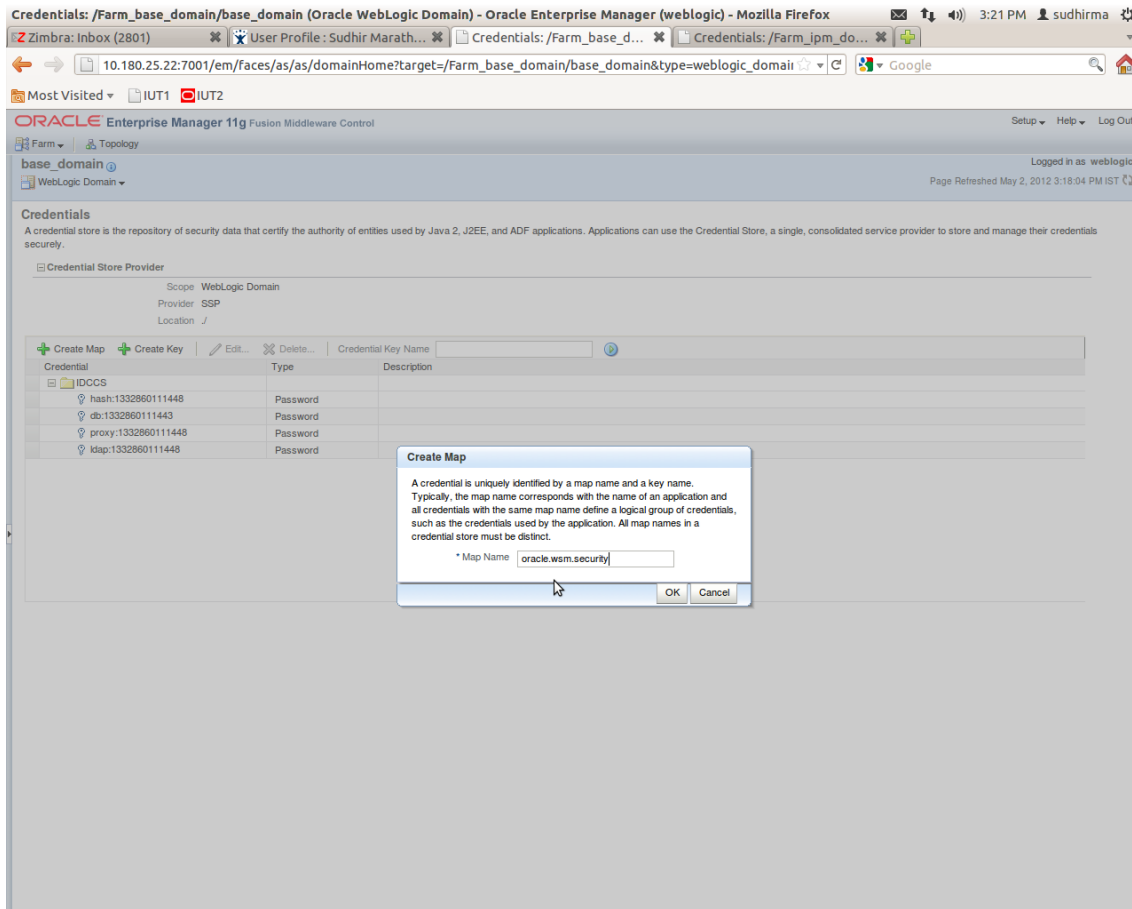 Credentials: /Farm_base_domain/base_domain (Oracle WebLogic Domain) - Oracle Enterprise Manager (weblogic) - Mozilla Firefox 3:21 PM sudhirma
Zimbra: Inbox (2801) User Profile : Sudhir Marath... Credentials: /Farm_base_d... Credentials: /Farm_ipm_do...
10.180.25.22:7001/em/faces/as/as/domainHome?target=/Farm_base_domain/base_domain&type=weblogic_domai Google
Most Visited IUT1 IUT2
ORACLE Enterprise Manager 11g Fusion Middleware Control Setup Help Log Out
Farm Topology
base_domain Logged in as weblogic
WebLogic Domain Page Refreshed May 2, 2012 3:18:04 PM IST
Credentials
A credential store is the repository of security data that certify the authority of entities used by Java 2, J2EE, and ADF applications. Applications can use the Credential Store, a single, consolidated service provider to store and manage their credentials
securely.
Credential Store Provider
Scope WebLogic Domain
Provider SSP
Location ./
Create Map Create Key Edit... Delete... Credential Key Name
Credential Type Description
IDCCS
hash:1332860111448 Password
db:1332860111443 Password
proxy:1332860111448 Password
ldap:1332860111448 Password
Create Map
A credential is uniquely identified by a map name and a key name.
Typically, the map name corresponds with the name of an application and
all credentials with the same map name define a logical group of credentials,
such as the credentials used by the application. All map names in a
credential store must be distinct.
* Map Name oracle.wsm.security
OK Cancel